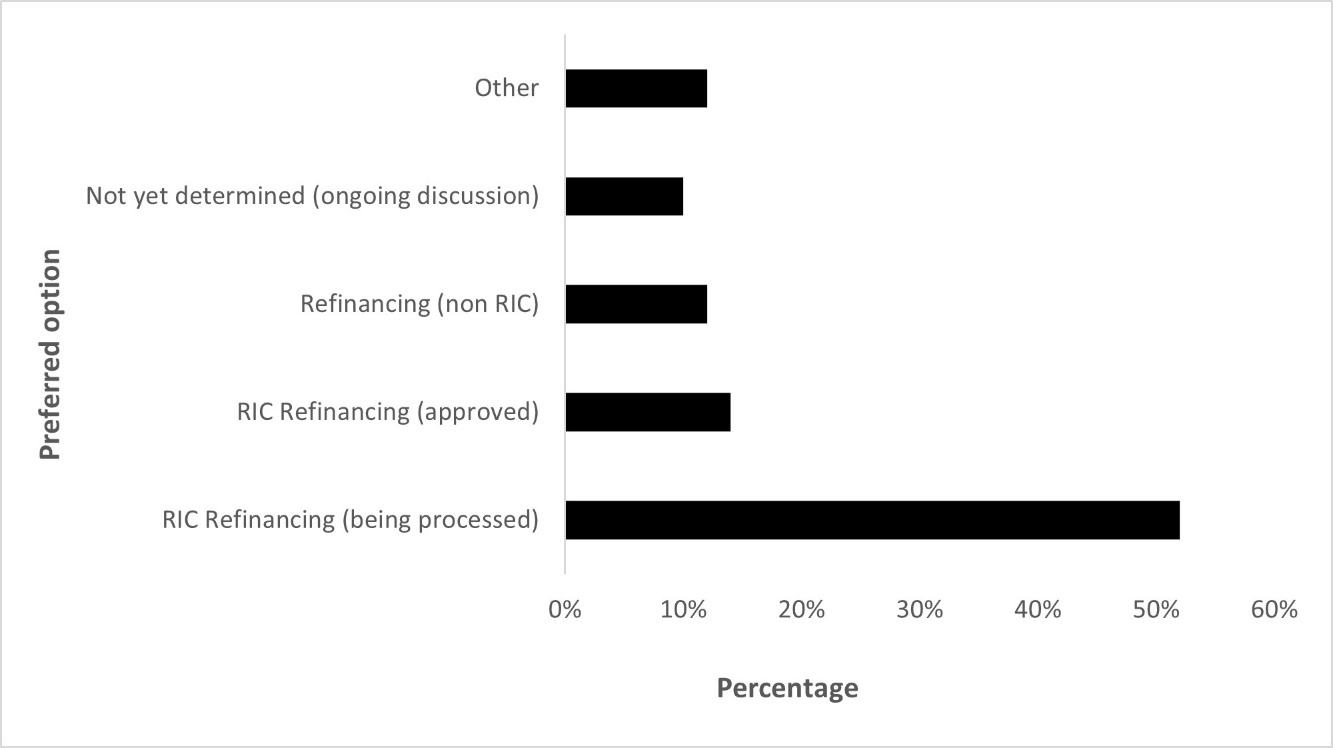 Other
Not yet determined (ongoing discussion)
Refinancing (non RIC)
RIC Refinancing (approved)
RIC Refinancing (being processed)
Preferred option
0% 10% 20% 30% 40% 50% 60%
Percentage